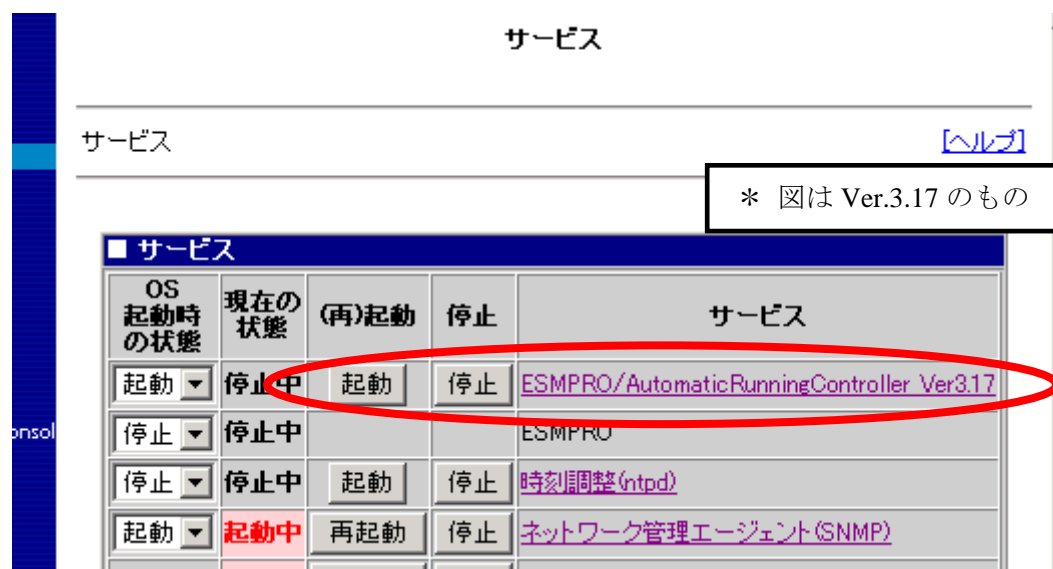 サービス
サービス [ヘルプ]
＊ 図は Ver.3.17 のもの
■ サービス
OS起動時の状態 現在の状態 (再)起動 停止 サービス
起動 停止中 起動 停止 ESMPRO/AutomaticRunningController Ver3.17
onsol
停止 停止中 ESMPRO
停止 停止中 起動 停止 時刻調整(ntpd)
起動 起動中 再起動 停止 ネットワーク管理エージェント(SNMP)